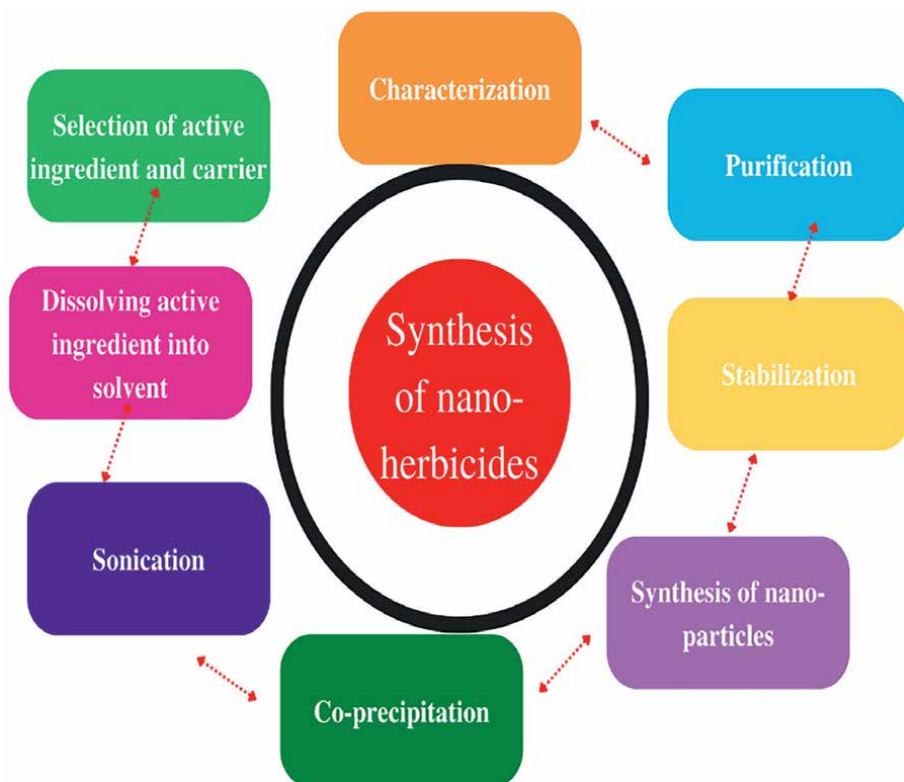 Characterization
Selection of active
ingredient and carrier
Purification
Dissolving active
ingredient into
solvent
Synthesis
of nano-
herbicides
Stabilization
Sonication
Synthesis of nano-
particles
Co-precipitation